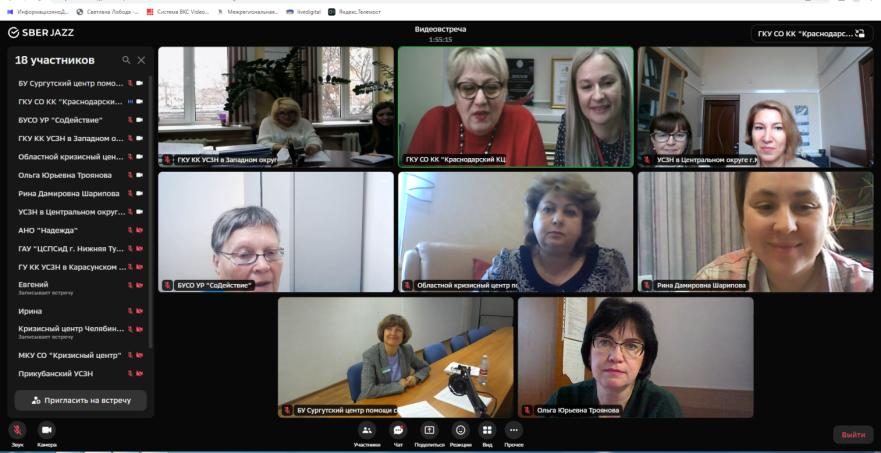 ИнформационноД...
Светлана Лобода -...
Система ВКС Video...
Межрегиональная...
livedigital
Яндекс.Телемост
SBER JAZZ
Видеовстреча
1:55:15
ГКУ СО КК "Краснодарс...
18 участников
БУ Сургутский центр помо...
ГКУ СО КК "Краснодарски...
БУСО УР "СоДействие"
ГКУ КК УСЗН в Западном о...
Областной кризисный цен...
Ольга Юрьевна Троянова
Рина Дамировна Шарипова
УСЗН в Центральном округ...
АНО "Надежда"
ГАУ "ЦСПСиД г. Нижняя Ту...
ГУ КК УСЗН в Карасунском ...
Евгений
Записывает встречу
Ирина
Кризисный центр Челябин...
Записывает встречу
МКУ СО "Кризисный центр"
Прикубанский УСЗН
Пригласить на встречу
ГКУ КК УСЗН в Западном округ
ГКУ СО КК "Краснодарский КЦ
УСЗН в Центральном округе г.К
БУСО УР "СоДействие"
Областной кризисный центр по
Рина Дамировна Шарипова
БУ Сургутский центр помощи с
Ольга Юрьевна Троянова
Звук
Камера
Участники
Чат
Поделиться
Реакции
Вид
Прочее
Выйти